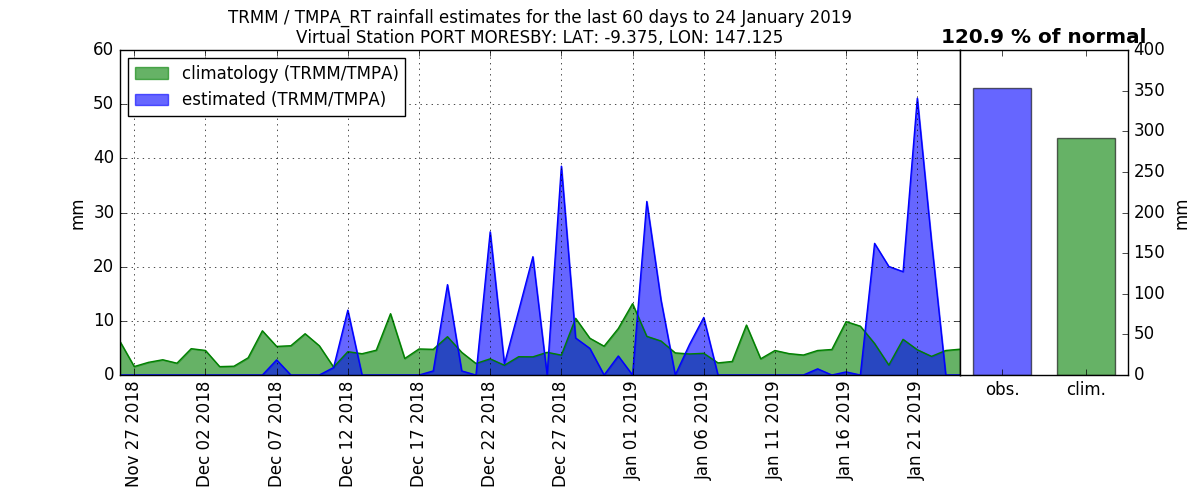 TRMM / TMPA_RT rainfall estimates for the last 60 days to 24 January 2019
Virtual Station PORT MORESBY: LAT: -9.375, LON: 147.125
120.9 % of normal
climatology (TRMM/TMPA)
estimated (TRMM/TMPA)
mm
60
50
40
30
20
10
0
Nov 27 2018
Dec 02 2018
Dec 07 2018
Dec 12 2018
Dec 17 2018
Dec 22 2018
Dec 27 2018
Jan 01 2019
Jan 06 2019
Jan 11 2019
Jan 16 2019
Jan 21 2019
obs.
clim.
400
350
300
250
200
150
100
50
0
mm